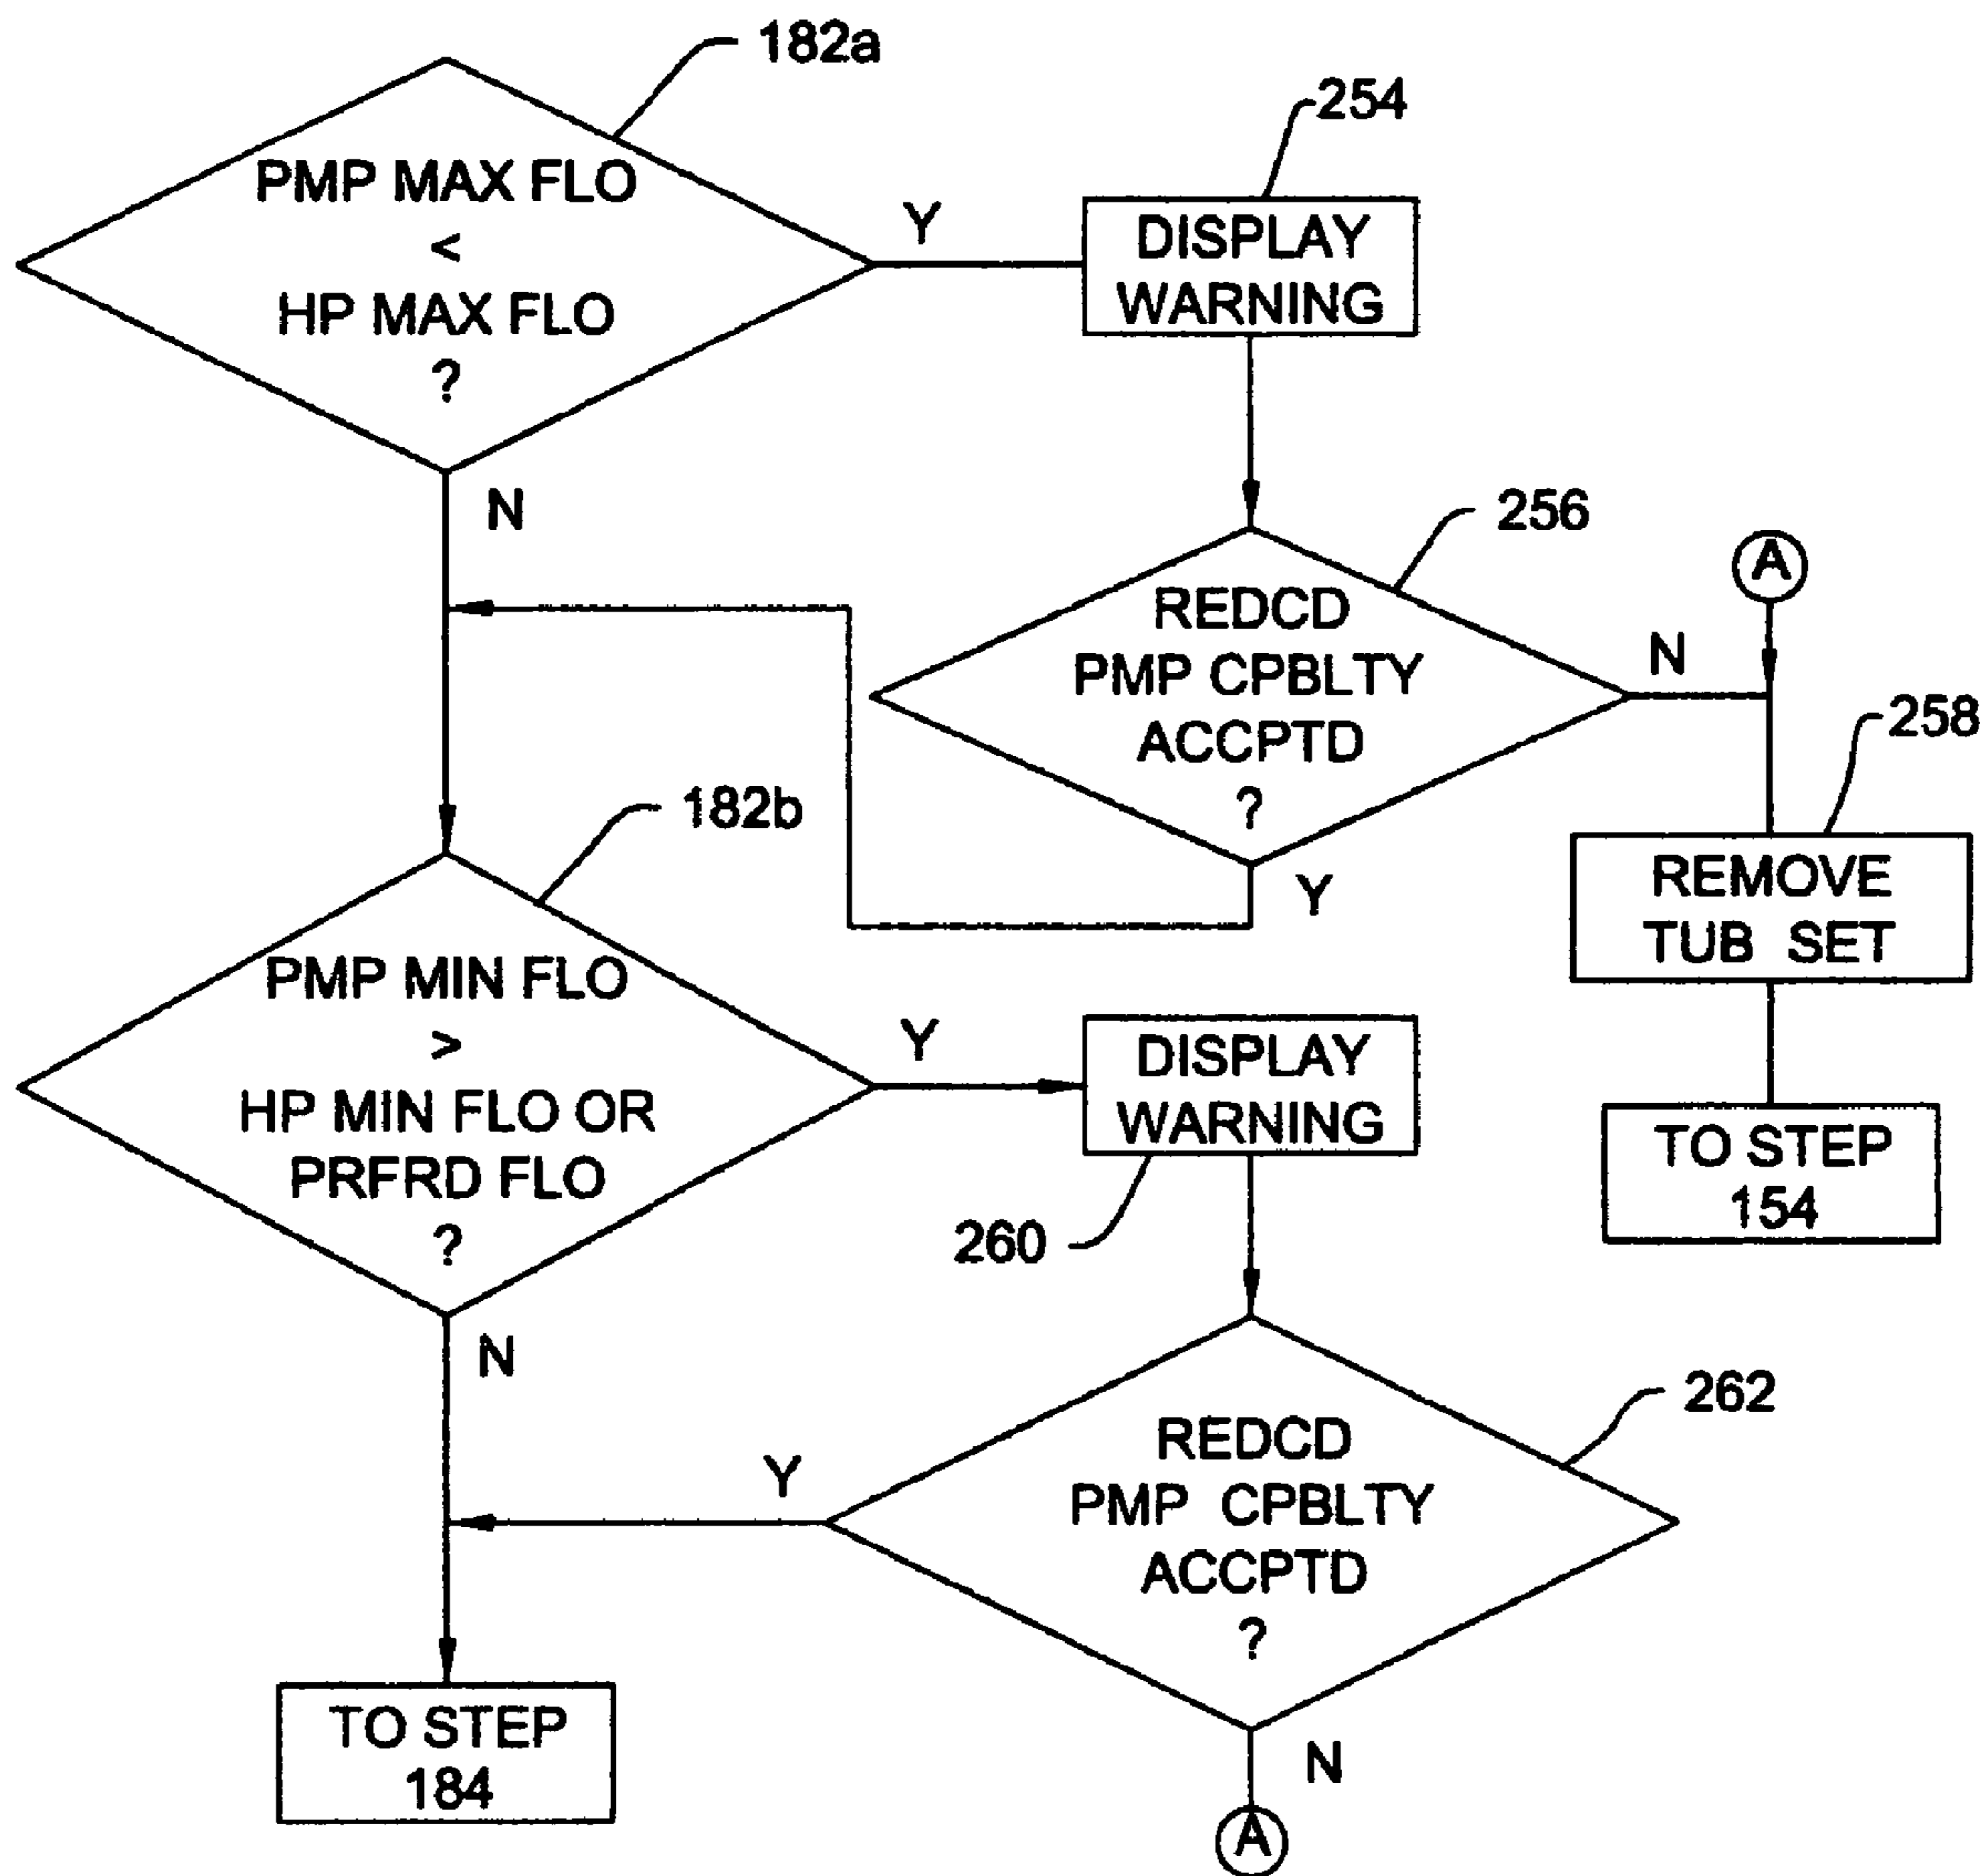 182a
PMP MAX FLO
<
HP MAX FLO
?
Y
N
254
DISPLAY
WARNING
256
REDCD
PMP CPBLTY
ACCPTD
?
N
Y
A
258
REMOVE
TUB SET
TO STEP
154
182b
PMP MIN FLO
>
HP MIN FLO OR
PRFRD FLO
?
Y
N
DISPLAY
WARNING
260
262
REDCD
PMP CPBLTY
ACCPTD
?
Y
N
A
TO STEP
184